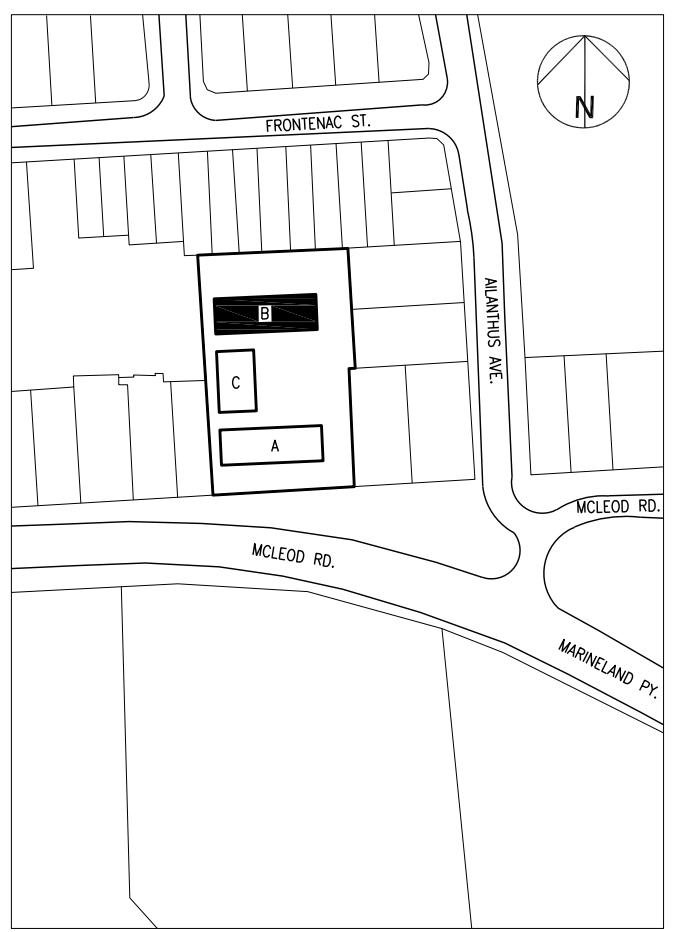 N
FRONTENAC ST.
AILANTHUS AVE.
B
C
A
MCLEOD RD.
MCLEOD RD.
MARINELAND PY.